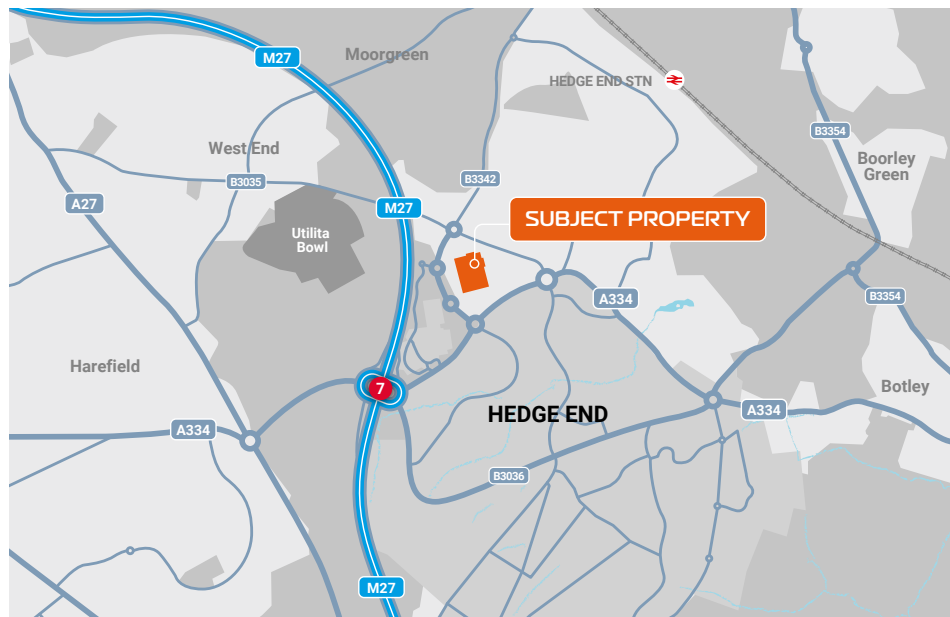 M27
Moorgreen
HEDGE END STN
B3354
West End
Boorley
Green
B3035
B3342
A27
M27
SUBJECT PROPERTY
Utilita
Bowl
A334
B3354
Harefield
7
Botley
HEDGE END
A334
A334
B3036
M27